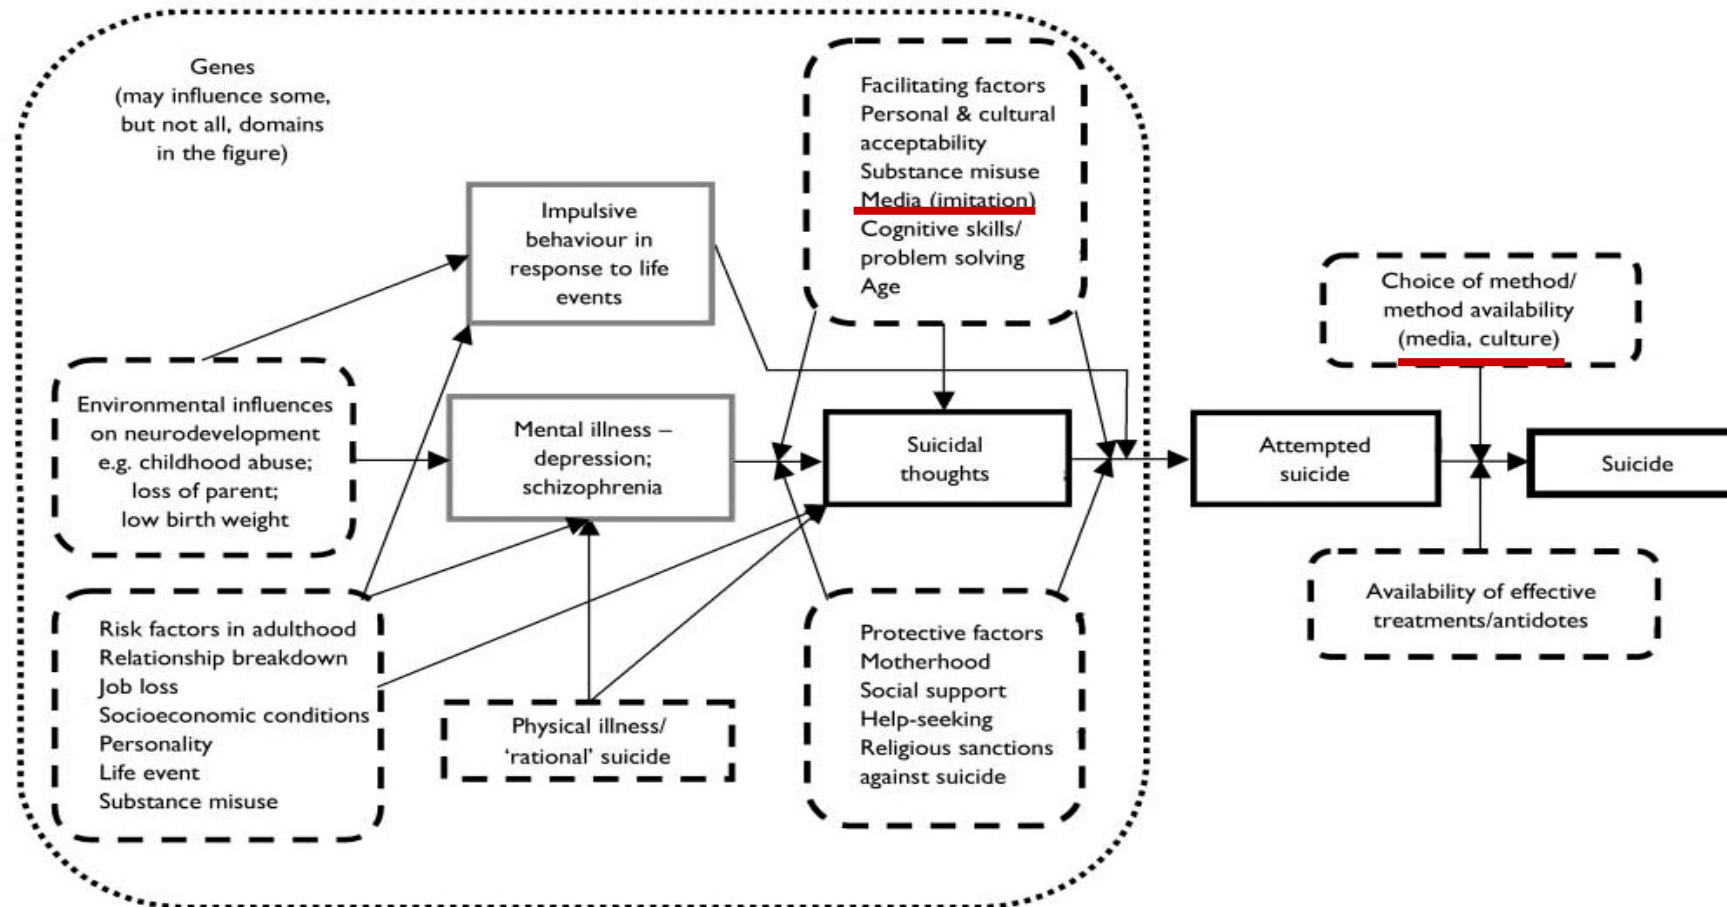 Genes
(may influence some,
but not all, domains
in the figure)
Facilitating factors
Personal & cultural
acceptability
Substance misuse
Media (imitation)
Cognitive skills/
problem solving
Age
Impulsive
behaviour in
response to life
events
Choice of method/
method availability
(media, culture)
Environmental influences
on neurodevelopment
e.g. childhood abuse;
loss of parent;
low birth weight
Mental illness –
depression;
schizophrenia
Suicidal
thoughts
Attempted
suicide
Suicide
Availability of effective
treatments/antidotes
Risk factors in adulthood
Relationship breakdown
Job loss
Socioeconomic conditions
Personality
Life event
Substance misuse
Physical illness/
‘rational’ suicide
Protective factors
Motherhood
Social support
Help-seeking
Religious sanctions
against suicide